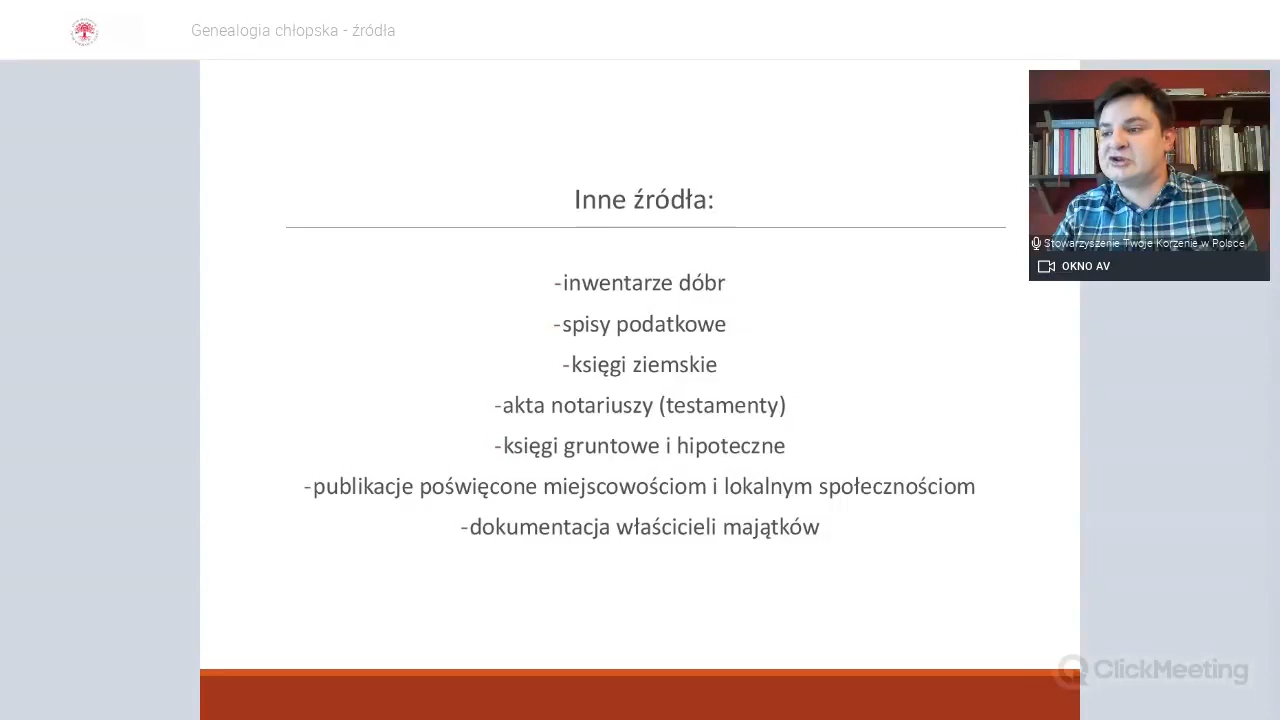 Genealogia chłopska - źródła
Inne źródła:
-inwentarze dóbr
-spisy podatkowe
-księgi ziemskie
-akta notariuszy (testamenty)
-księgi gruntowe i hipoteczne
-publikacje poświęcone miejscowościom i lokalnym społecznościom
-dokumentacja właścicieli majątków
Stowarzyszenie Twoje Korzenie w Polsce
OKNO AV
ClickMeeting